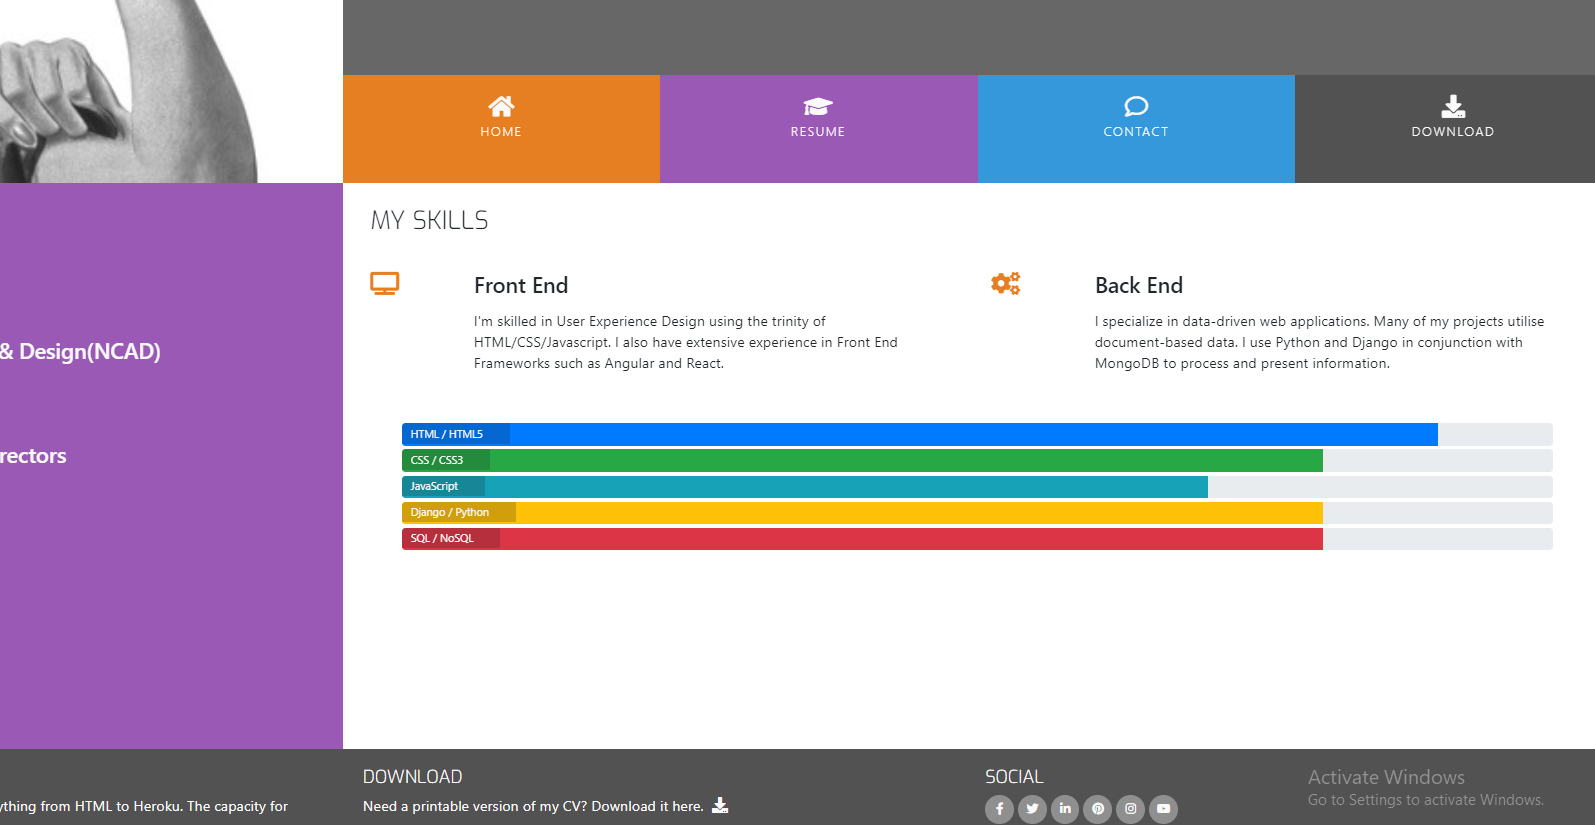 HOME
RESUME
CONTACT
DOWNLOAD
& Design(NCAD)
rectors
MY SKILLS
Front End
I'm skilled in User Experience Design using the trinity of
HTML/CSS/Javascript. I also have extensive experience in Front End
Frameworks such as Angular and React.
Back End
I specialize in data-driven web applications. Many of my projects utilise
document-based data. I use Python and Django in conjunction with
MongoDB to process and present information.
HTML / HTML5
CSS / CSS3
JavaScript
Django / Python
SQL / NoSQL
ything from HTML to Heroku. The capacity for
DOWNLOAD
Need a printable version of my CV? Download it here.
SOCIAL
Activate Windows
Go to Settings to activate Windows.